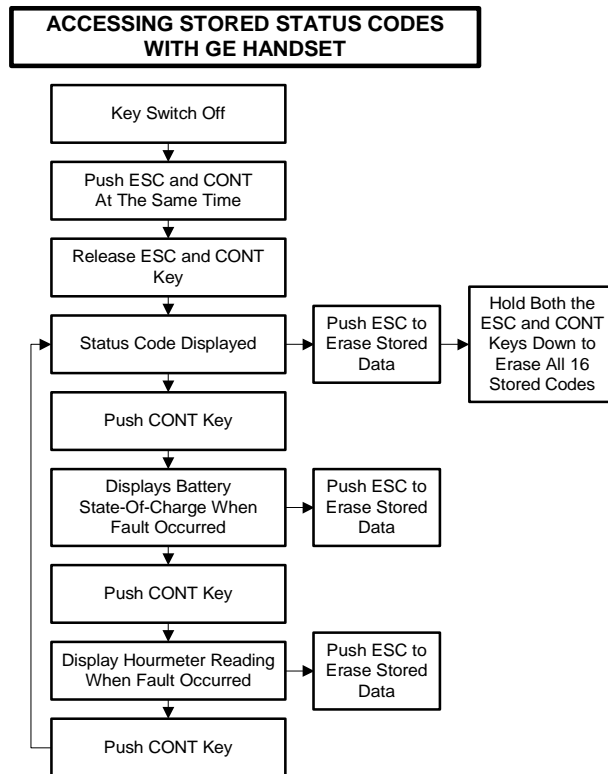 ACCESSING STORED STATUS CODES
WITH GE HANDSET
Key Switch Off
Push ESC and CONT
At The Same Time
Release ESC and CONT
Key
Status Code Displayed
Push ESC to
Erase Stored
Data
Hold Both the
ESC and CONT
Keys Down to
Erase All 16
Stored Codes
Push CONT Key
Displays Battery
State-Of-Charge When
Fault Occurred
Push ESC to
Erase Stored
Data
Push CONT Key
Display Hourmeter Reading
When Fault Occurred
Push ESC to
Erase Stored
Data
Push CONT Key